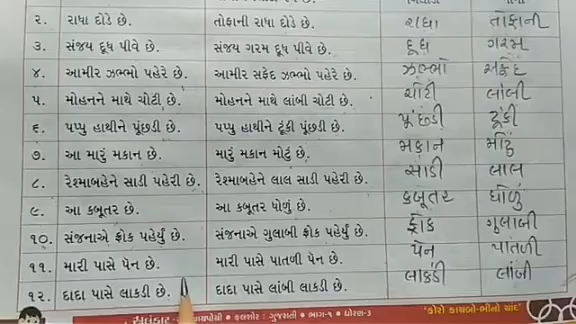 ૨. રાધા દોડે છે. તોફાની રાધા દોડે છે. રાધા તોફાની
૩. સંજય દૂધ પીવે છે. સંજય ગરમ દૂધ પીવે છે. દૂધ ગરમ
૪. આમીર ઝભ્ભો પહેરે છે. આમીર સફેદ ઝભ્ભો પહેરે છે. ઝભ્ભો સફેદ
૫. મોહનને માથે ચોટી છે. મોહનને માથે લાંબી ચોટી છે. ચોટી લાંબી
૬. પપ્પુ હાથીને પૂંછડી છે. પપ્પુ હાથીને ટૂંકી પૂંછડી છે. પૂંછડી ટૂંકી
૭. આ મારું મકાન છે. મારું મકાન મોટું છે. મકાન મોટું
૮. રેશ્માબહેને સાડી પહેરી છે. રેશ્માબહેને લાલ સાડી પહેરી છે. સાડી લાલ
૯. આ કબૂતર છે. આ કબૂતર ધોળું છે. કબૂતર ધોળું
૧૦. સંજનાએ ફ્રોક પહેર્યું છે. સંજનાએ ગુલાબી ફ્રોક પહેર્યું છે. ફ્રોક ગુલાબી
૧૧. મારી પાસે પેન છે. મારી પાસે પાતળી પેન છે. પેન પાતળી
૧૨. દાદા પાસે લાકડી છે. દાદા પાસે લાંબી લાકડી છે. લાકડી લાંબી
કલશોર : ગુજરાતી • ભાગ-૧ • ધોરણ-૩